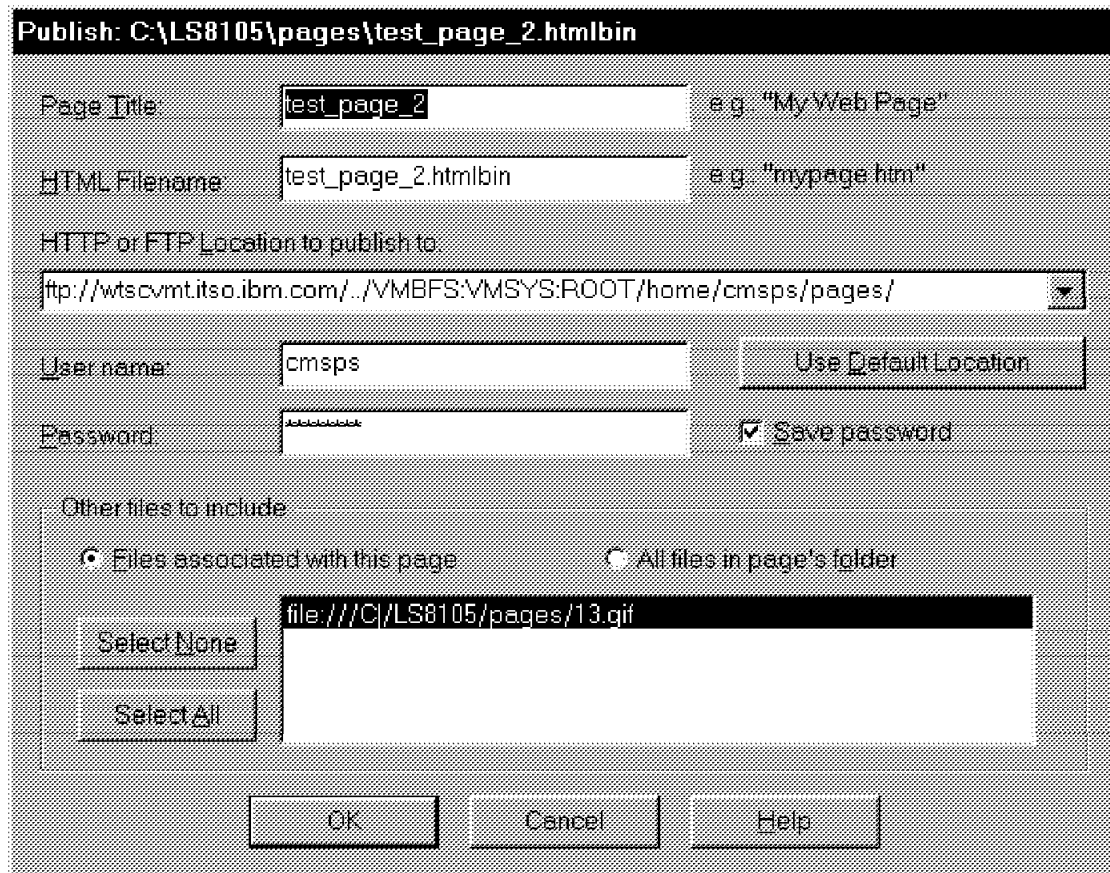 Publish: C:\LS8105\pages\test_page_2.htmlbin
Page Title: test_page_2 e.g., "My Web Page"
HTML Filename: test_page_2.htmlbin e.g., "mypage.htm"
HTTP or FTP Location to publish to:
ftp://wtscvmt.itso.ibm.com/../VMBFS:VMSYS:ROOT/home/cmsps/pages/
User name: cmsps Use Default Location
Password: ******** Save password
Other files to include
Files associated with this page All files in page's folder
file:///C|/LS8105/pages/13.gif
Select None
Select All
OK Cancel Help